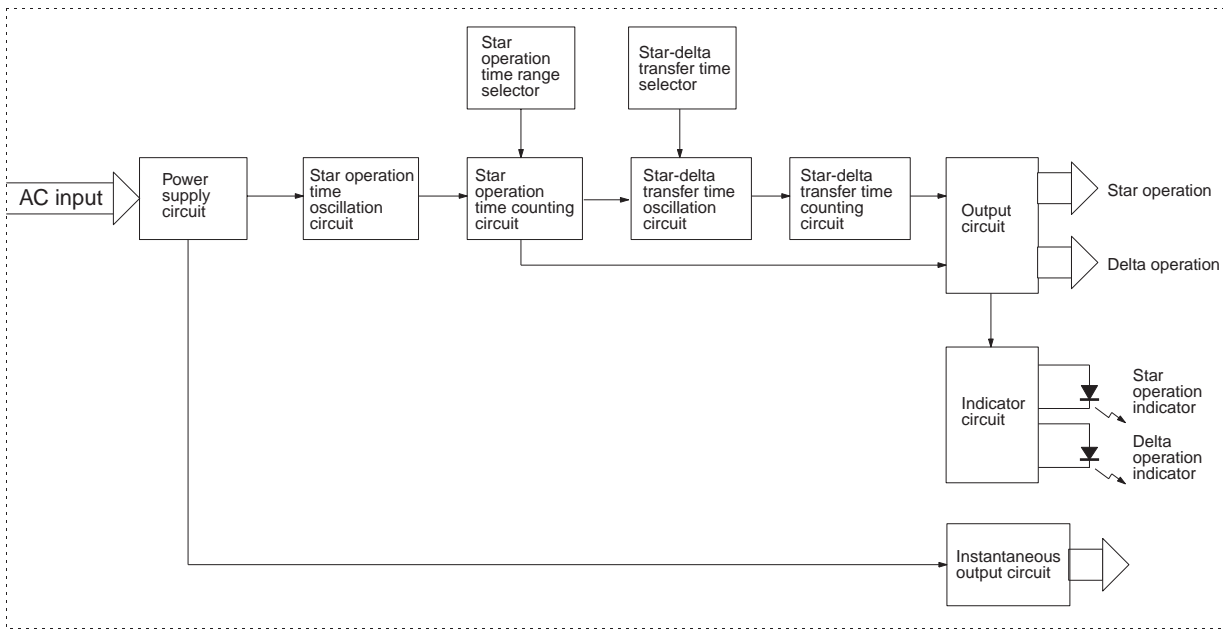 Star
operation
time range
selector
Star-delta
transfer time
selector
AC input
Power
supply
circuit
Star operation
time
oscillation
circuit
Star
operation
time counting
circuit
Star-delta
transfer time
oscillation circuit
Star-delta
transfer time
counting
circuit
Output
circuit
Star operation
Delta operation
Indicator
circuit
Star
operation
indicator
Delta
operation
indicator
Instantaneous
output circuit